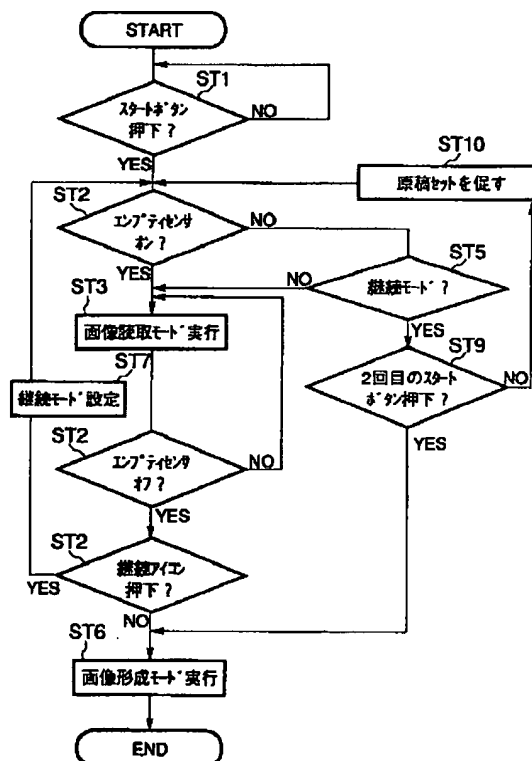 START
ST1
スタートボタン
押下？
NO
YES
ST10
原稿セットを促す
ST2
エンプティセンサ
オン？
NO
YES
ST5
継続モード？
NO
YES
ST3
画像読取モード実行
ST7
継続モード設定
ST9
2回目のスタート
ボタン押下？
NO
YES
ST2
エンプティセンサ
オフ？
NO
YES
ST2
継続アイコン
押下？
YES
NO
ST6
画像形成モード実行
END